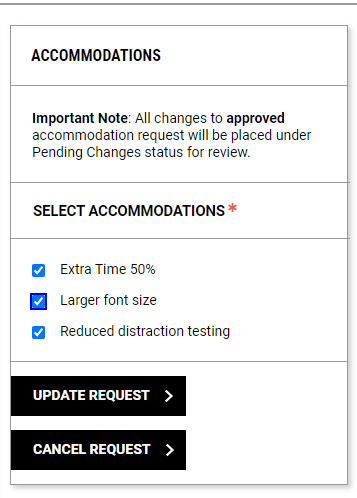 ACCOMMODATIONS
Important Note: All changes to approved
accommodation request will be placed under
Pending Changes status for review.
SELECT ACCOMMODATIONS *
Extra Time 50%
Larger font size
Reduced distraction testing
UPDATE REQUEST
CANCEL REQUEST